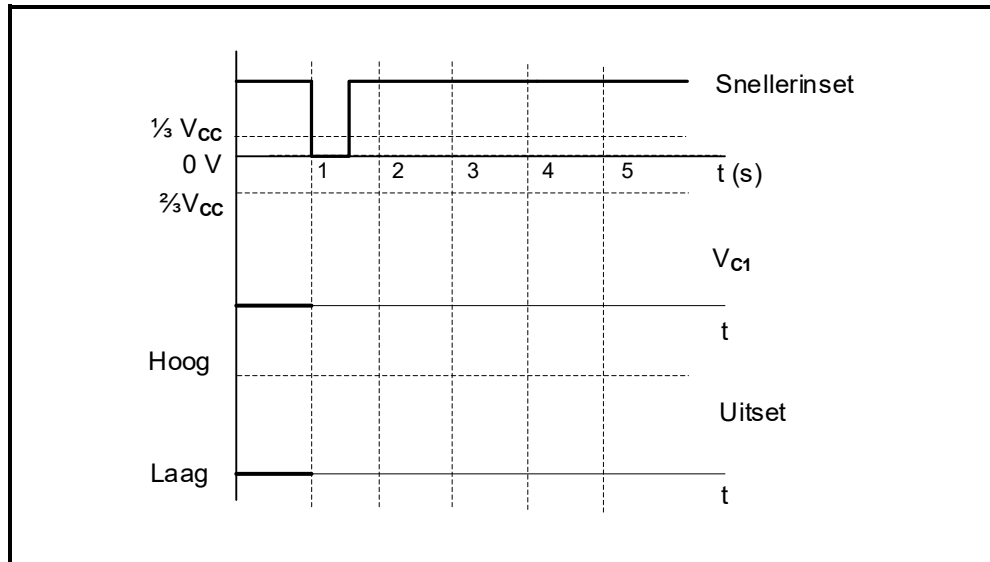 Snellerinset
⅓ VCC
0 V
1 2 3 4 5 t (s)
⅔VCC
VC1
t
Hoog
Uitset
Laag
t